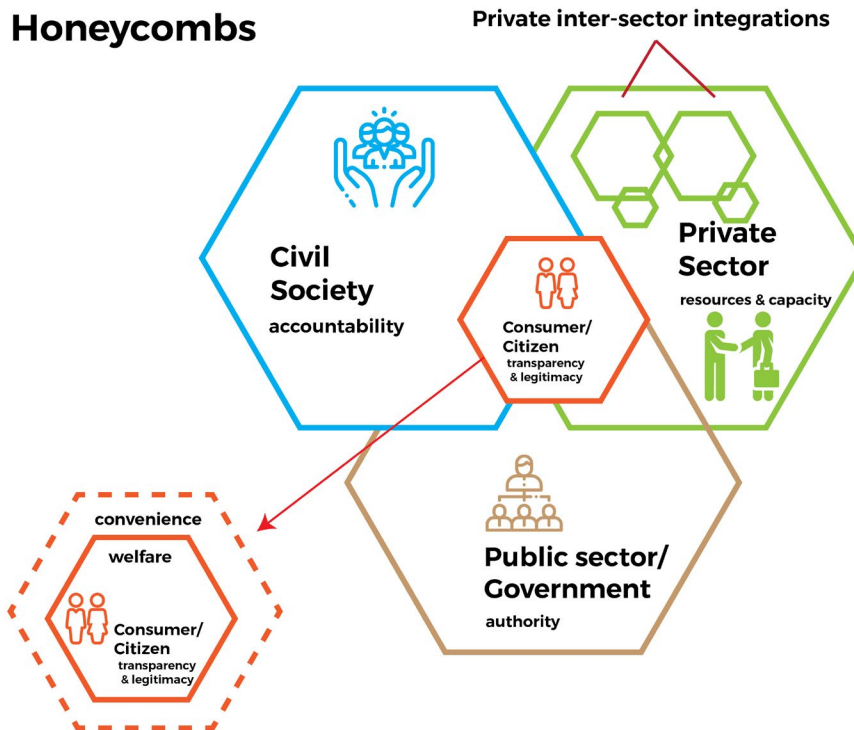 Honeycombs
Private inter-sector integrations
Civil
Society
accountability
Private
Sector
resources & capacity
Consumer/
Citizen
transparency
& legitimacy
Public sector/
Government
authority
convenience
welfare
Consumer/
Citizen
transparency
& legitimacy